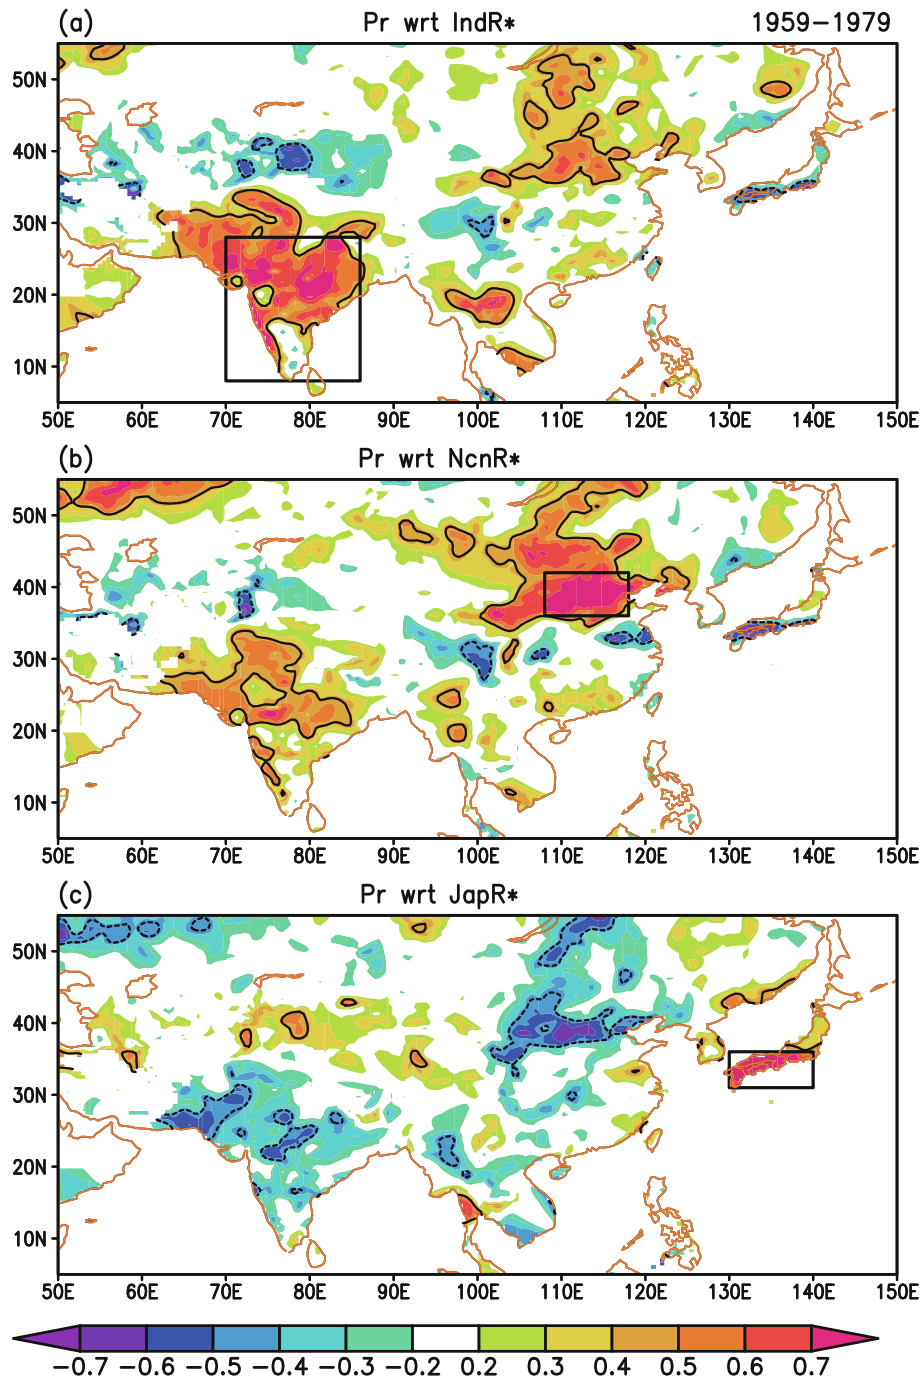 (a) Pr wrt IndR* 1959−1979
50N
40N
30N
20N
10N
50E 60E 70E 80E 90E 100E 110E 120E 130E 140E 150E
(b) Pr wrt NcnR*
50N
40N
30N
20N
10N
50E 60E 70E 80E 90E 100E 110E 120E 130E 140E 150E
(c) Pr wrt JapR*
50N
40N
30N
20N
10N
50E 60E 70E 80E 90E 100E 110E 120E 130E 140E 150E
−0.7 −0.6 −0.5 −0.4 −0.3 −0.2 0.2 0.3 0.4 0.5 0.6 0.7